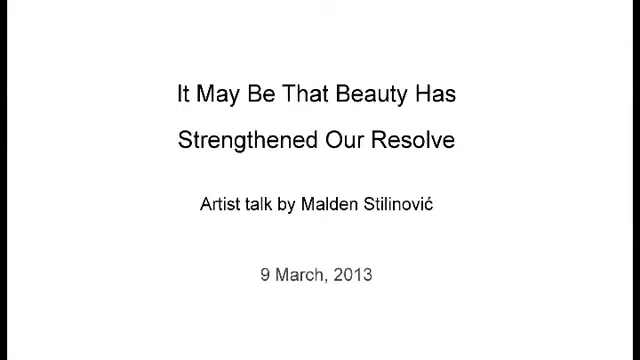 It May Be That Beauty Has
Strengthened Our Resolve
Artist talk by Malden Stilinović
9 March, 2013